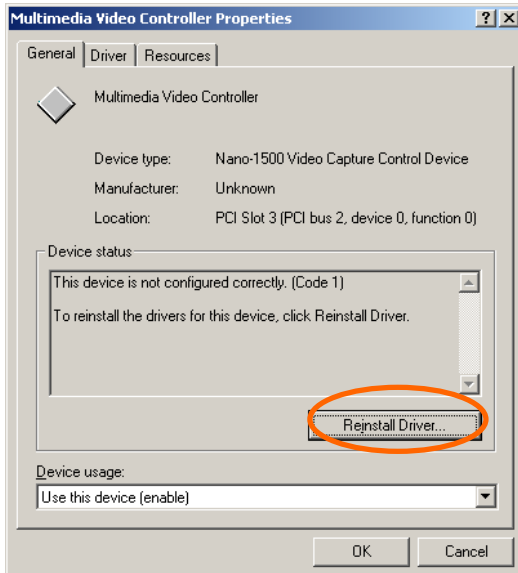 Multimedia Video Controller Properties
General Driver Resources
Multimedia Video Controller
Device type: Nano-1500 Video Capture Control Device
Manufacturer: Unknown
Location: PCI Slot 3 (PCI bus 2, device 0, function 0)
Device status
This device is not configured correctly. (Code 1)
To reinstall the drivers for this device, click Reinstall Driver.
Reinstall Driver...
Device usage:
Use this device (enable)
OK Cancel